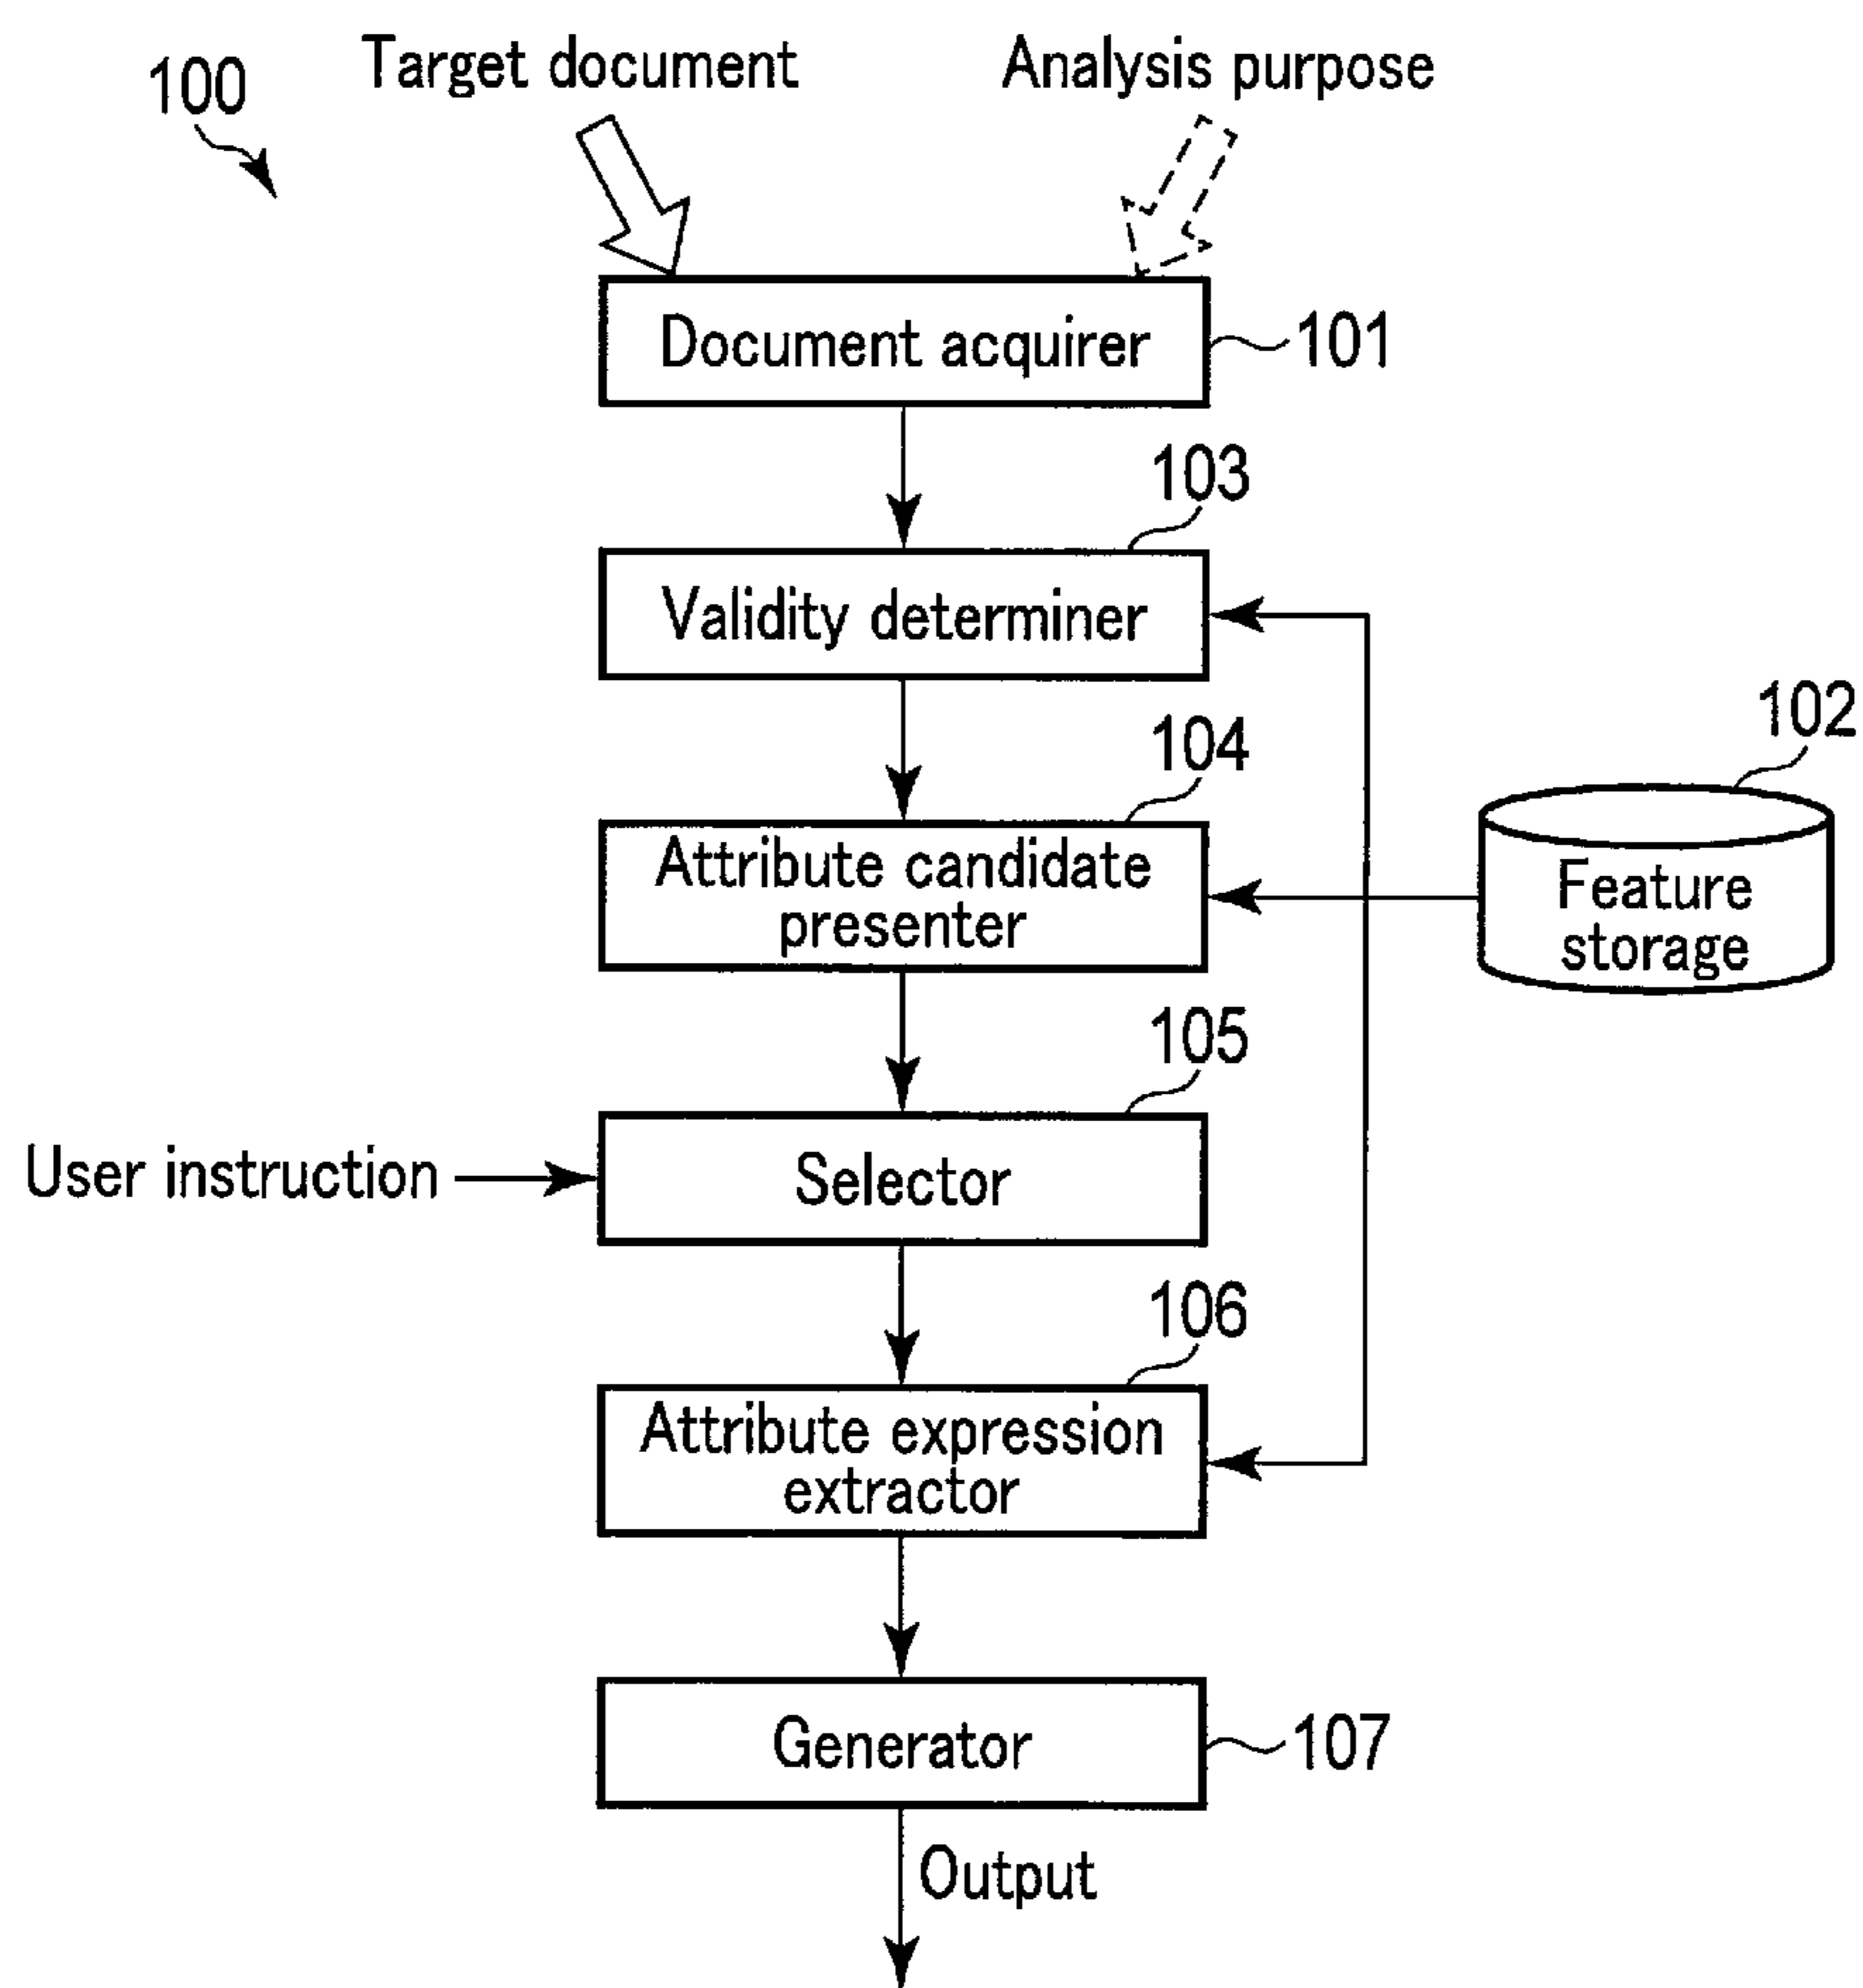 100
Target document
Analysis purpose
Document acquirer
101
103
Validity determiner
102
104
Attribute candidate
presenter
Feature
storage
105
User instruction
Selector
106
Attribute expression
extractor
Generator
107
Output